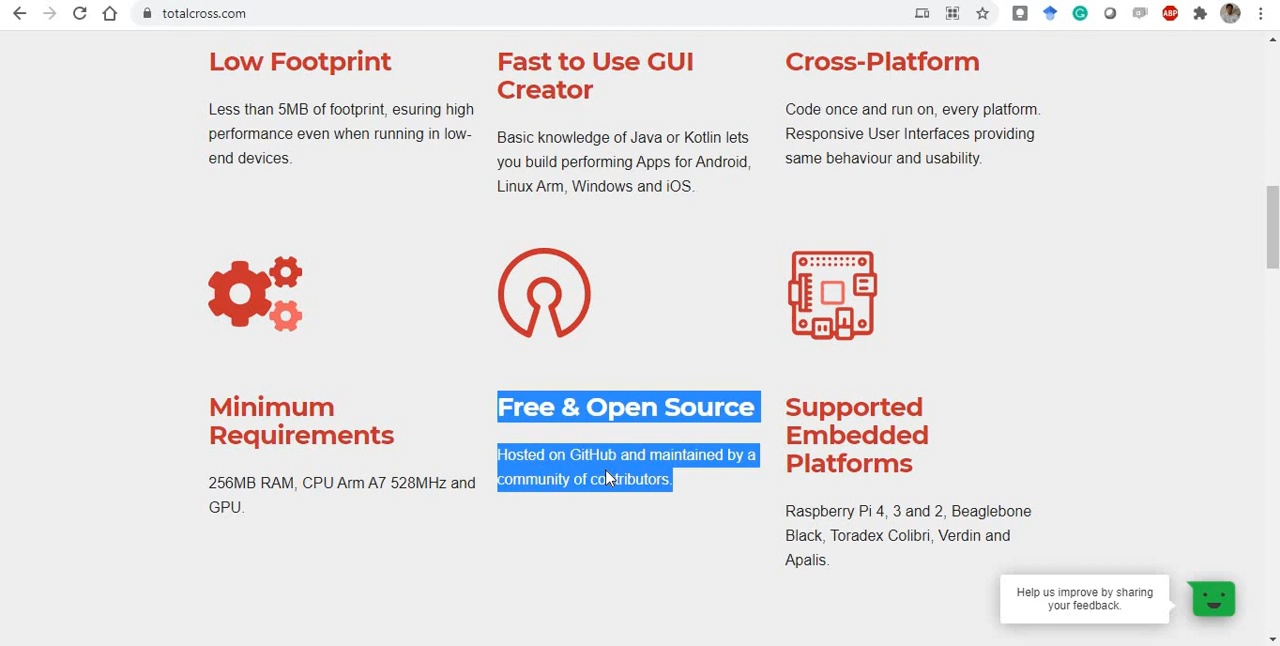 totalcross.com
ABP
Low Footprint
Less than 5MB of footprint, esuring high
performance even when running in low-
end devices.
Fast to Use GUI
Creator
Basic knowledge of Java or Kotlin lets
you build performing Apps for Android,
Linux Arm, Windows and iOS.
Cross-Platform
Code once and run on, every platform.
Responsive User Interfaces providing
same behaviour and usability.
Minimum
Requirements
256MB RAM, CPU Arm A7 528MHz and
GPU.
Free & Open Source
Hosted on GitHub and maintained by a
community of contributors.
Supported
Embedded
Platforms
Raspberry Pi 4, 3 and 2, Beaglebone
Black, Toradex Colibri, Verdin and
Apalis.
Help us improve by sharing
your feedback.